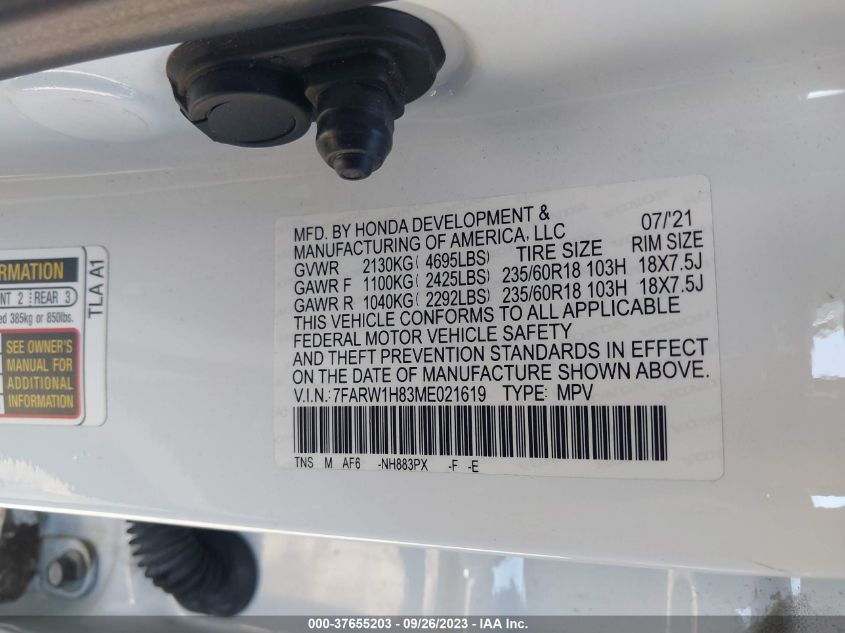 RMATION
NT 2 REAR 3
ed 385kg or 850lbs.
SEE OWNER'S
MANUAL FOR
ADDITIONAL
INFORMATION
TLA A1
MFD. BY HONDA DEVELOPMENT & 07/'21
MANUFACTURING OF AMERICA, LLC
TIRE SIZE RIM SIZE
GVWR 2130KG( 4695LBS)
GAWR F 1100KG( 2425LBS) 235/60R18 103H 18X7.5J
GAWR R 1040KG( 2292LBS) 235/60R18 103H 18X7.5J
THIS VEHICLE CONFORMS TO ALL APPLICABLE
FEDERAL MOTOR VEHICLE SAFETY
AND THEFT PREVENTION STANDARDS IN EFFECT
ON THE DATE OF MANUFACTURE SHOWN ABOVE.
V.I.N.: 7FARW1H83ME021619 TYPE: MPV
TNS M AF6 -NH883PX -F -E
000-37655203 - 09/26/2023 - IAA Inc.